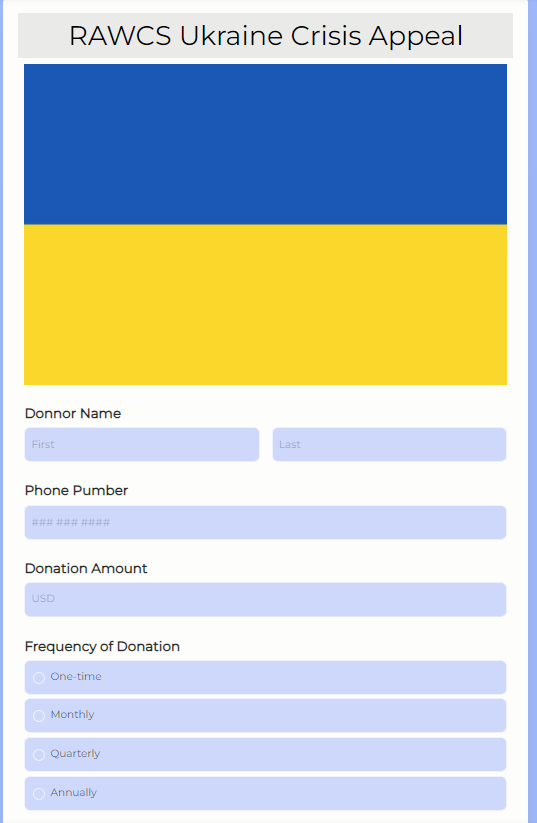 RAWCS Ukraine Crisis Appeal
Donnor Name
First Last
Phone Pumber
### ### ####
Donation Amount
USD
Frequency of Donation
One-time
Monthly
Quarterly
Annually